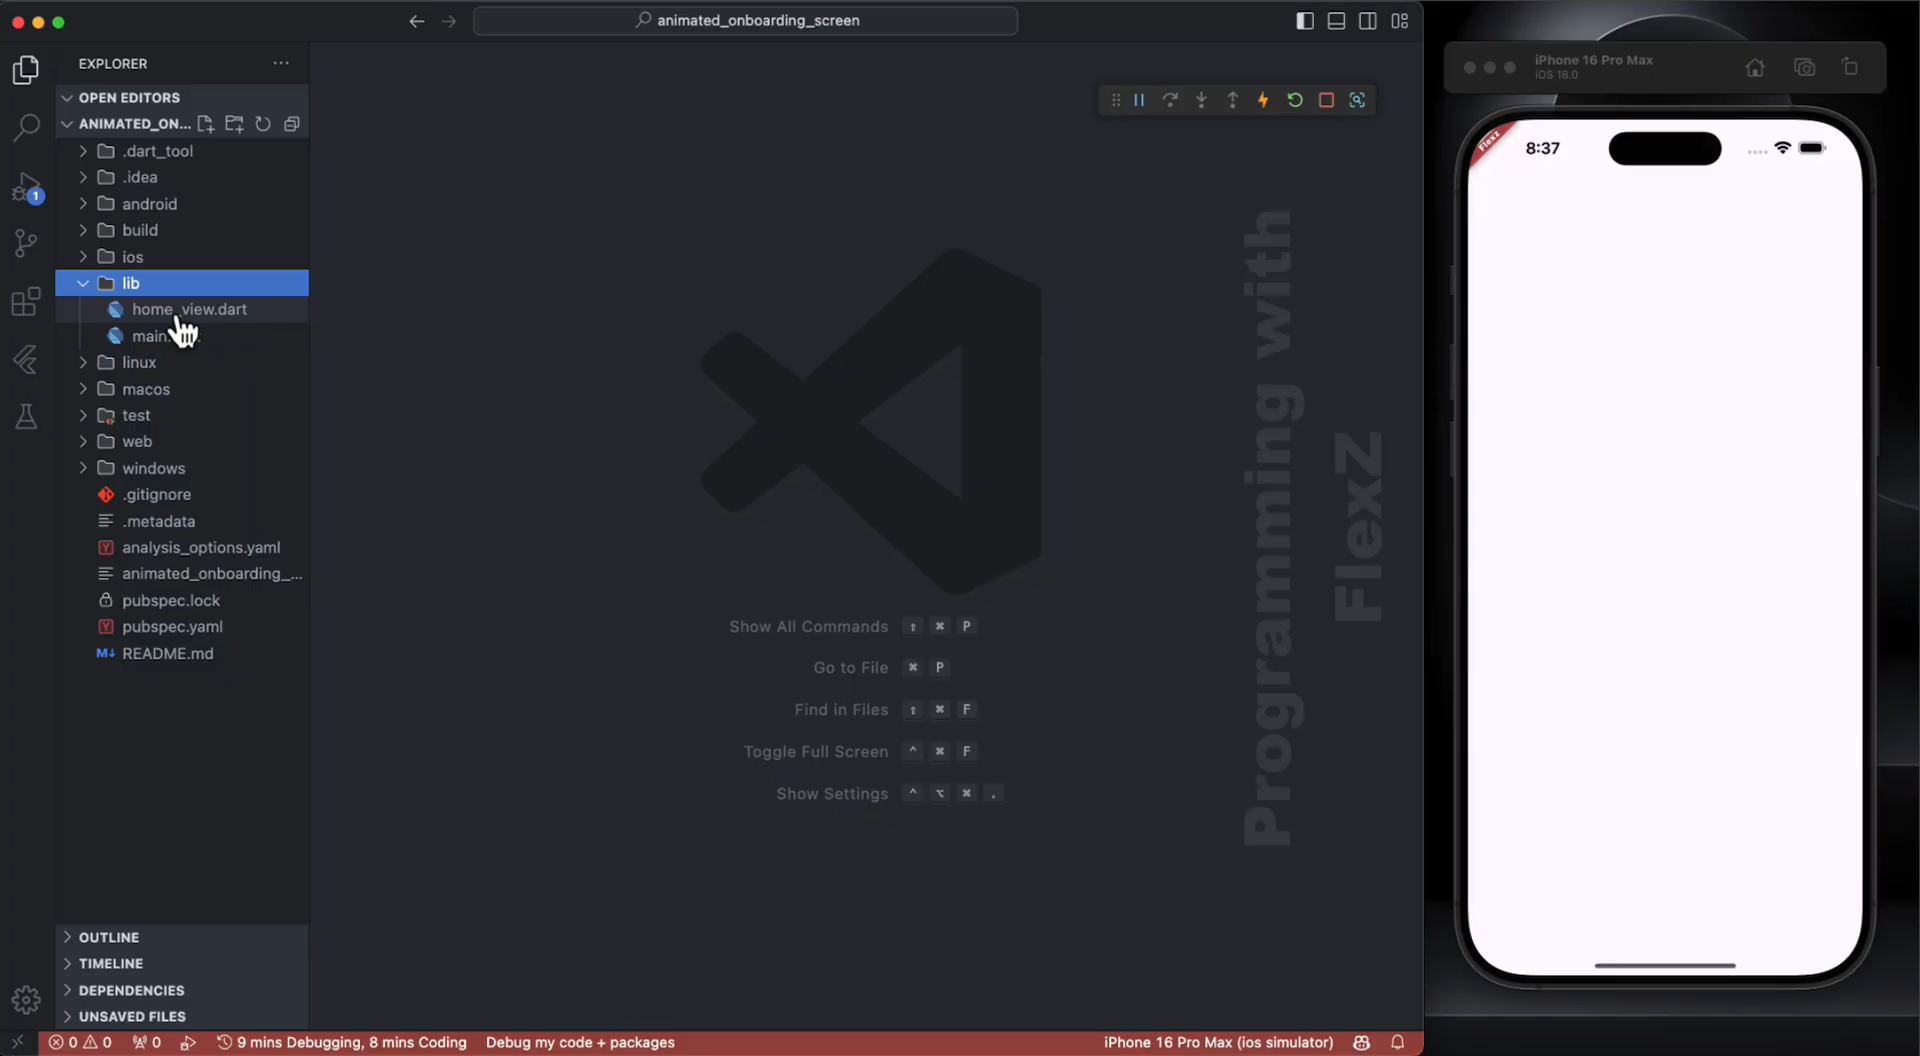 animated_onboarding_screen
EXPLORER
OPEN EDITORS
ANIMATED_ON...
.dart_tool
.idea
android
build
ios
lib
home_view.dart
main.
linux
macos
test
web
windows
.gitignore
.metadata
analysis_options.yaml
animated_onboarding_...
pubspec.lock
pubspec.yaml
README.md
OUTLINE
TIMELINE
DEPENDENCIES
UNSAVED FILES
1
Show All Commands ⇧ ⌘ P
Go to File ⌘ P
Find in Files ⇧ ⌘ F
Toggle Full Screen ^ ⌘ F
Show Settings ^ ⌥ ⌘ .
Programming with
FlexZ
iPhone 16 Pro Max
iOS 18.0
FlexZ
8:37
0 0 0 9 mins Debugging, 8 mins Coding Debug my code + packages iPhone 16 Pro Max (ios simulator)